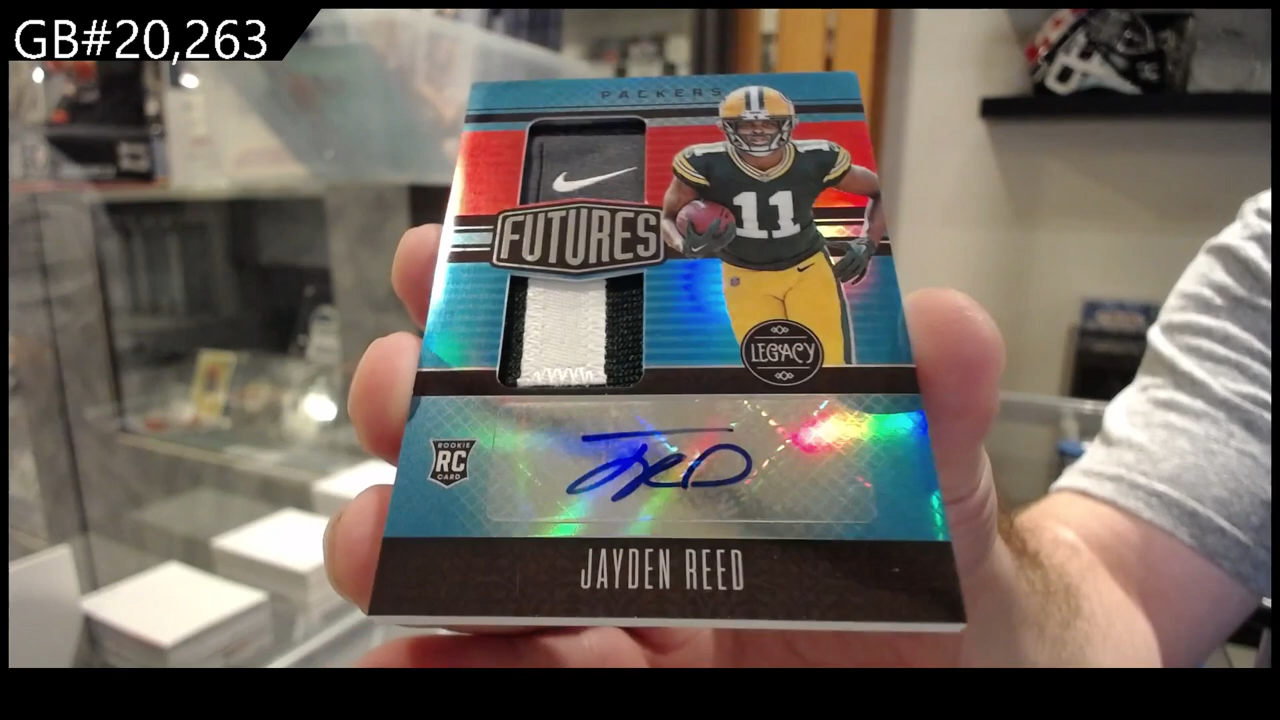 GB#20,263
PACKERS
FUTURES
11
LEGACY
ROOKIE
RC
CARD
JAYDEN REED